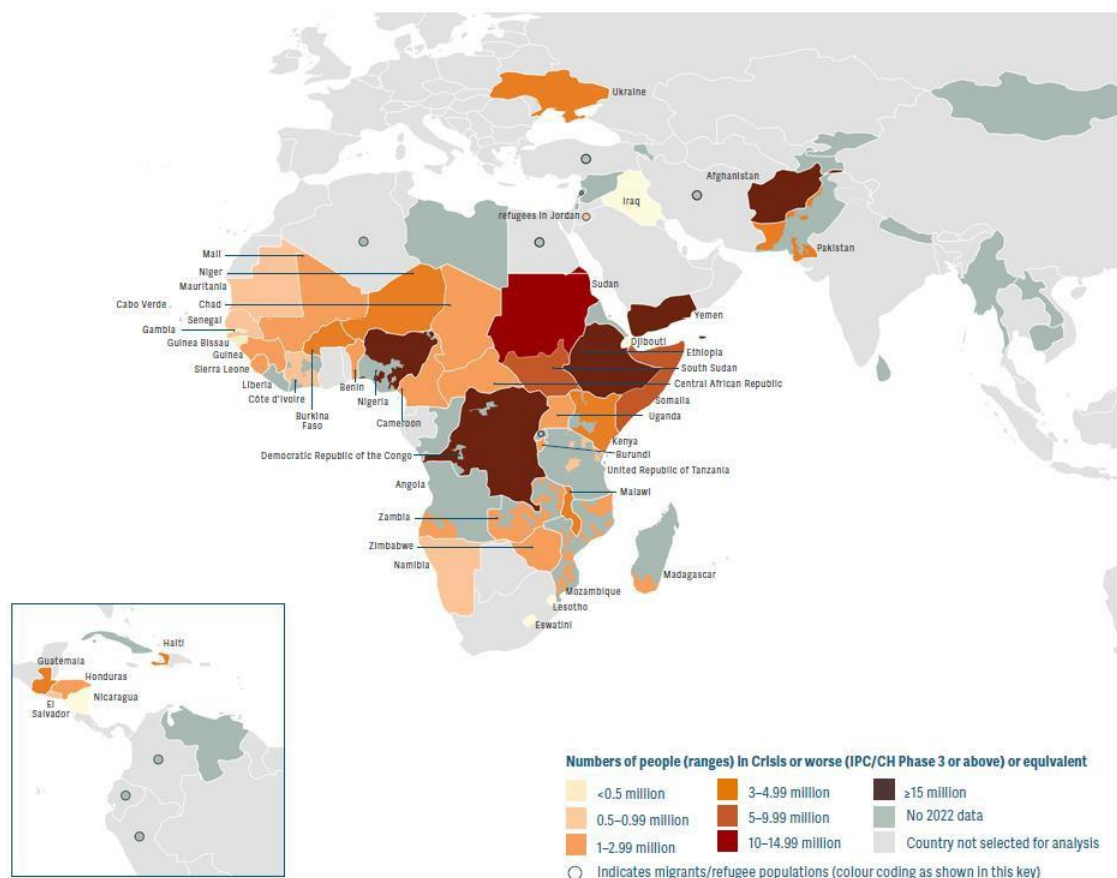 Ukraine
Afghanistan
Iraq
refugees in Jordan
Pakistan
Mali
Niger
Mauritania
Sudan
Cabo Verde
Chad
Yemen
Senegal
Gambia
Djibouti
Guinea Bissau
Ethiopia
Guinea
South Sudan
Sierra Leone
Central African Republic
Liberia
Benin
Somalia
Côte d'Ivoire
Nigeria
Uganda
Burkina
Faso
Cameroon
Kenya
Burundi
Democratic Republic of the Congo
United Republic of Tanzania
Angola
Malawi
Zambia
Zimbabwe
Namibia
Madagascar
Mozambique
Lesotho
Eswatini
Haiti
Guatemala
Honduras
Nicaragua
El
Salvador
Numbers of people (ranges) in Crisis or worse (IPC/CH Phase 3 or above) or equivalent
<0.5 million
3–4.99 million
≥15 million
0.5–0.99 million
5–9.99 million
No 2022 data
1–2.99 million
10–14.99 million
Country not selected for analysis
Indicates migrants/refugee populations (colour coding as shown in this key)